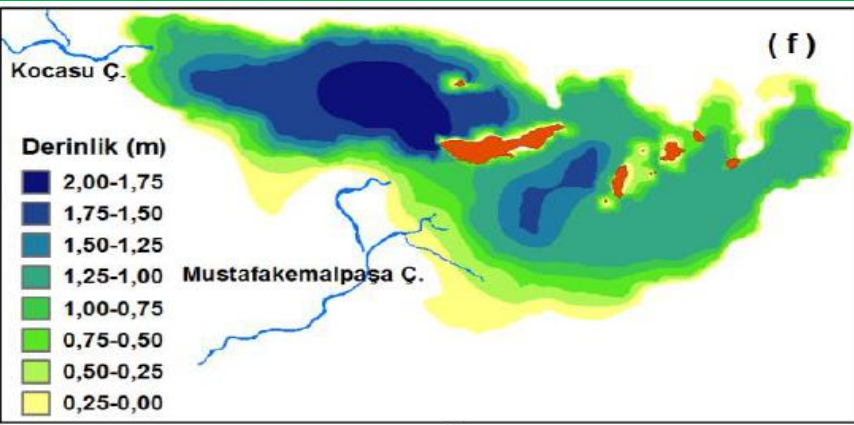 ( f )
Kocasu Ç.
Derinlik (m)
2,00-1,75
1,75-1,50
1,50-1,25
1,25-1,00
Mustafakemalpaşa Ç.
1,00-0,75
0,75-0,50
0,50-0,25
0,25-0,00